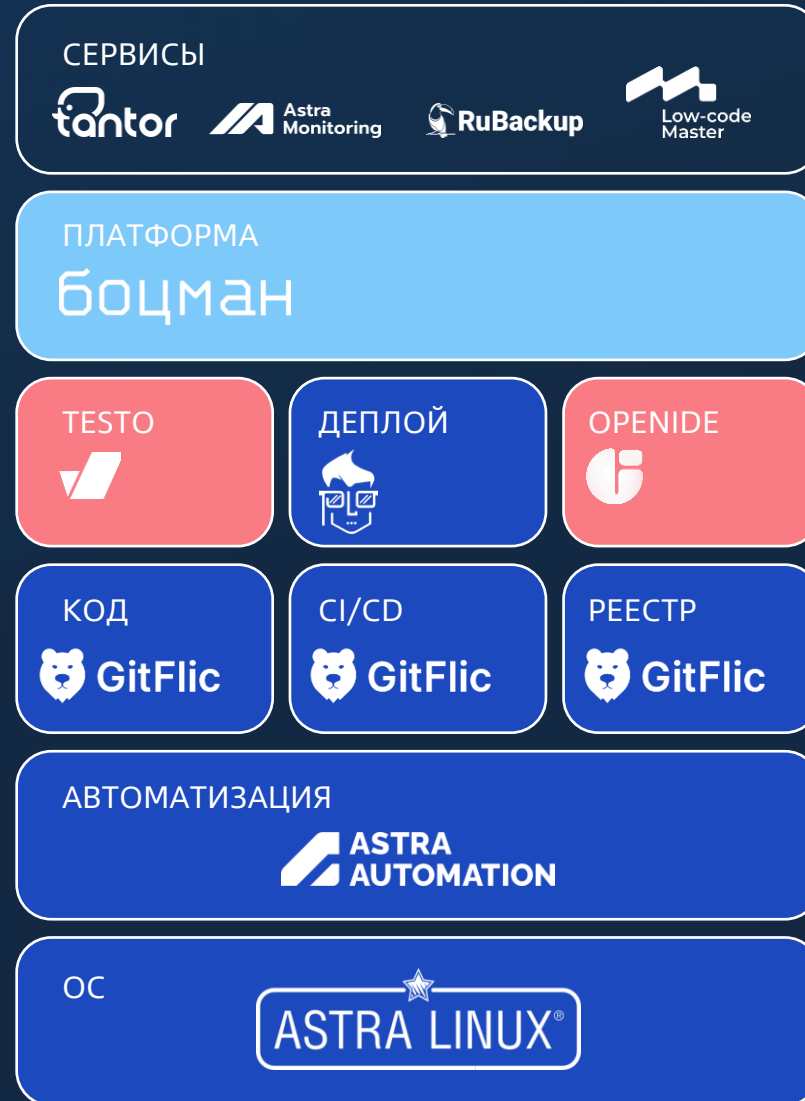 СЕРВИСЫ
tantor
Astra
Monitoring
RuBackup
Low-code
Master
ПЛАТФОРМА
боцман
TESTO
ДЕПЛОЙ
OPENIDE
КОД
CI/CD
РЕЕСТР
GitFlic
GitFlic
GitFlic
АВТОМАТИЗАЦИЯ
ASTRA
AUTOMATION
ОС
ASTRA LINUX®